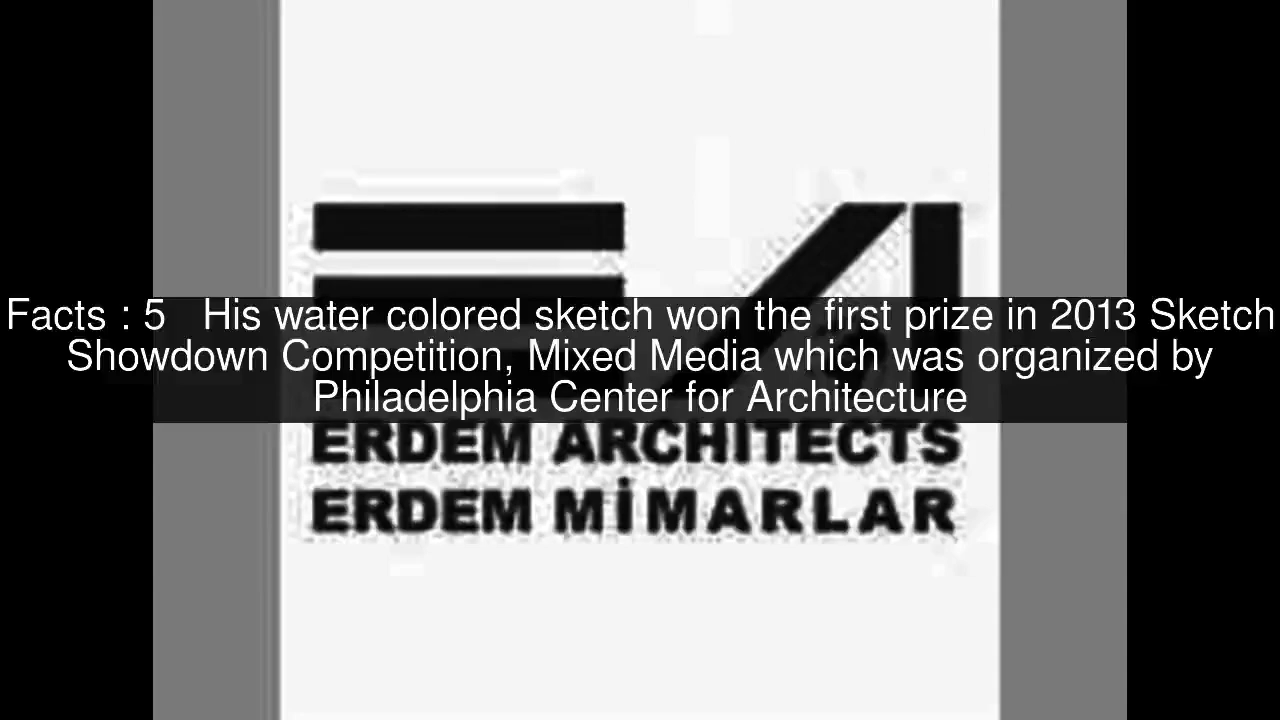 Facts : 5   His water colored sketch won the first prize in 2013 Sketch
Showdown Competition, Mixed Media which was organized by
Philadelphia Center for Architecture
ERDEM ARCHITECTS
ERDEM MİMARLAR